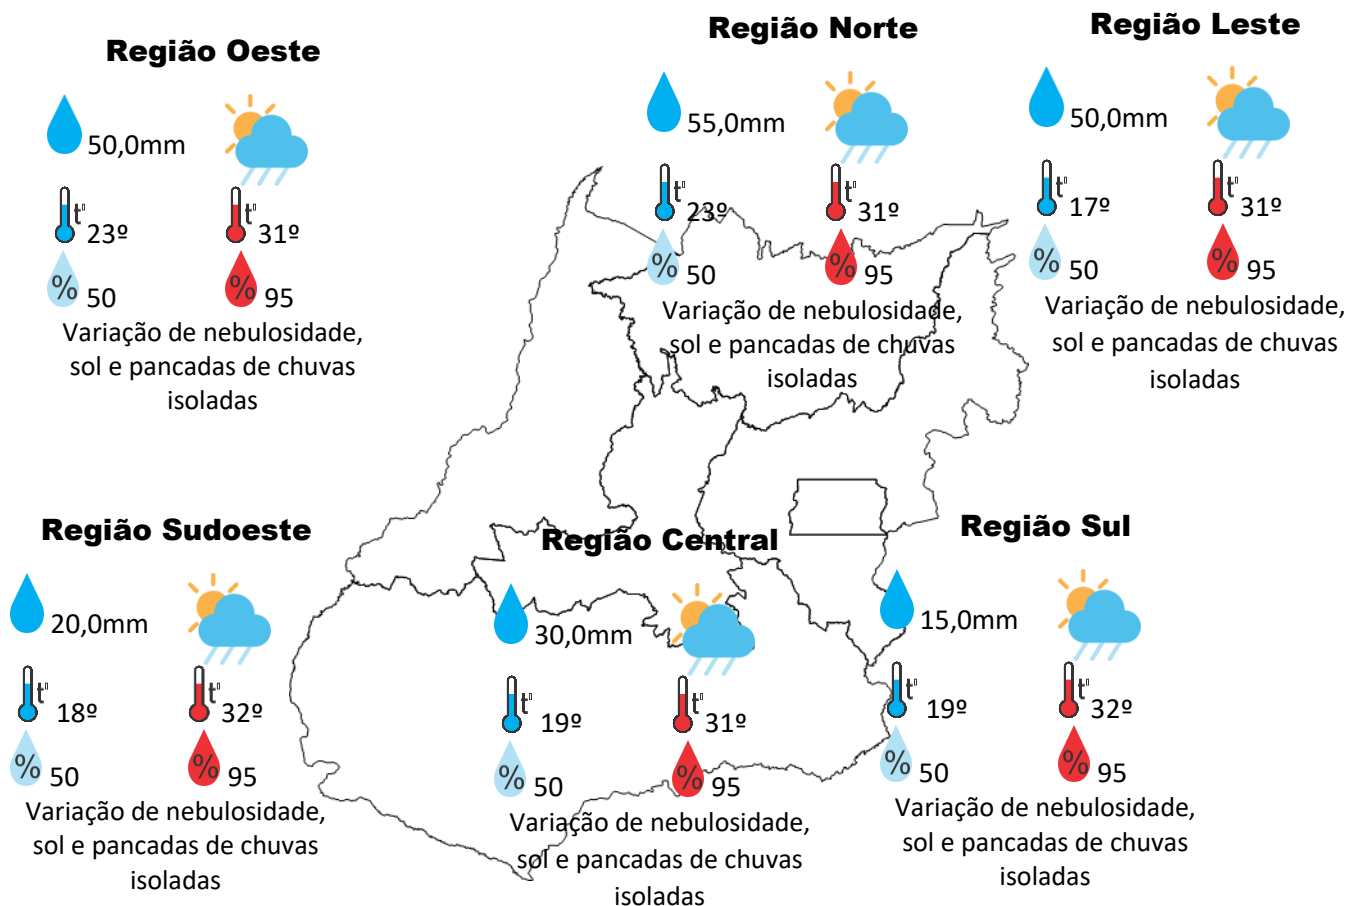 Região Oeste
50,0mm
t°
23º
t°
31º
%
50
%
95
Variação de nebulosidade,
sol e pancadas de chuvas
isoladas
Região Norte
55,0mm
t°
23º
t°
31º
%
50
%
95
Variação de nebulosidade,
sol e pancadas de chuvas
isoladas
Região Leste
50,0mm
t°
17º
t°
31º
%
50
%
95
Variação de nebulosidade,
sol e pancadas de chuvas
isoladas
Região Sudoeste
20,0mm
t°
18º
t°
32º
%
50
%
95
Variação de nebulosidade,
sol e pancadas de chuvas
isoladas
Região Central
30,0mm
t°
19º
t°
31º
%
50
%
95
Variação de nebulosidade,
sol e pancadas de chuvas
isoladas
Região Sul
15,0mm
t°
19º
t°
32º
%
50
%
95
Variação de nebulosidade,
sol e pancadas de chuvas
isoladas